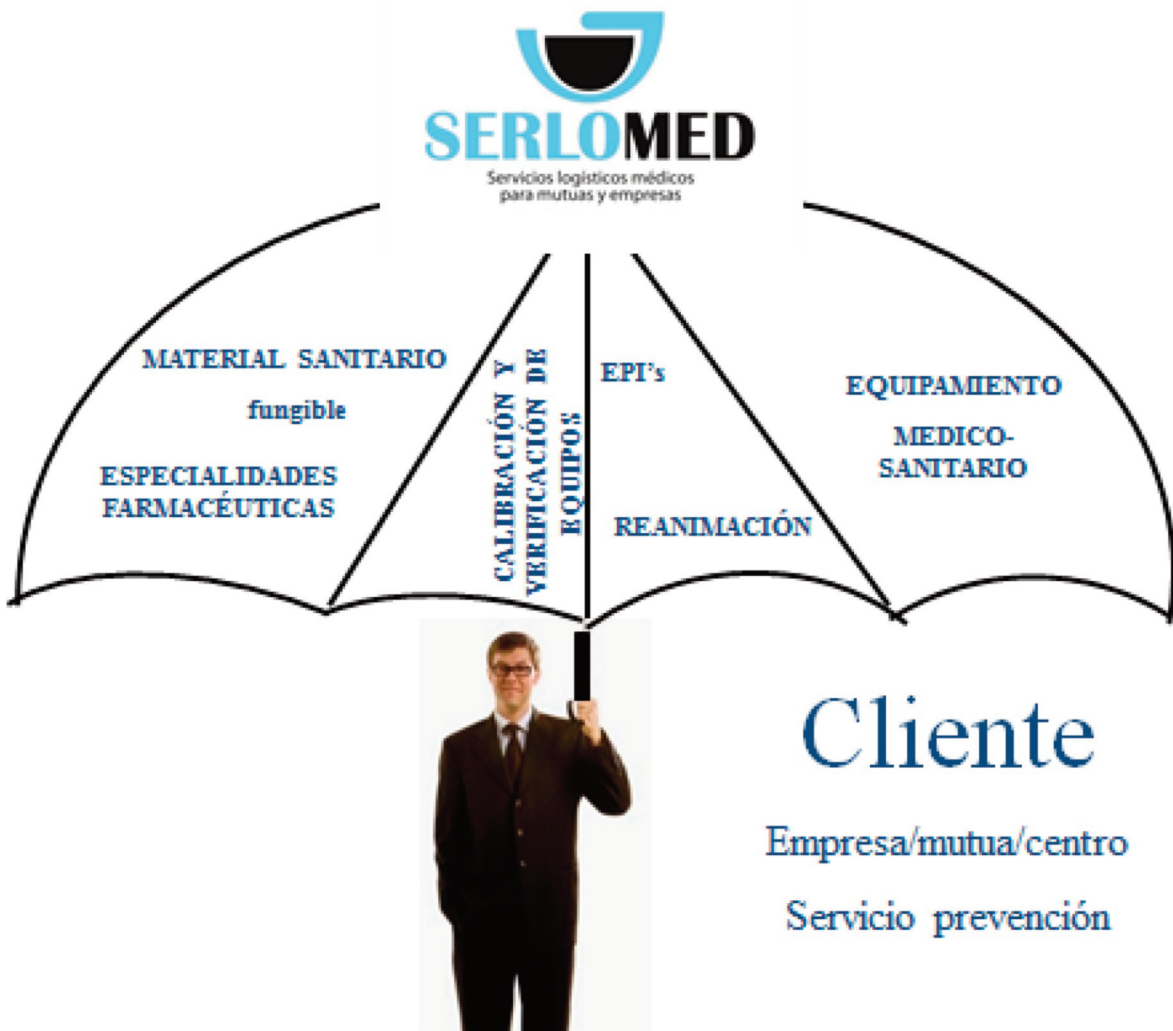 SERLOMED
Servicios logísticos médicos
para mutuas y empresas
MATERIAL SANITARIO
fungible
ESPECIALIDADES
FARMACÉUTICAS
CALIBRACIÓN Y
VERIFICACIÓN DE
EQUIPOS
EPI's
REANIMACIÓN
EQUIPAMIENTO
MEDICO-
SANITARIO
Cliente
Empresa/mutua/centro
Servicio prevención